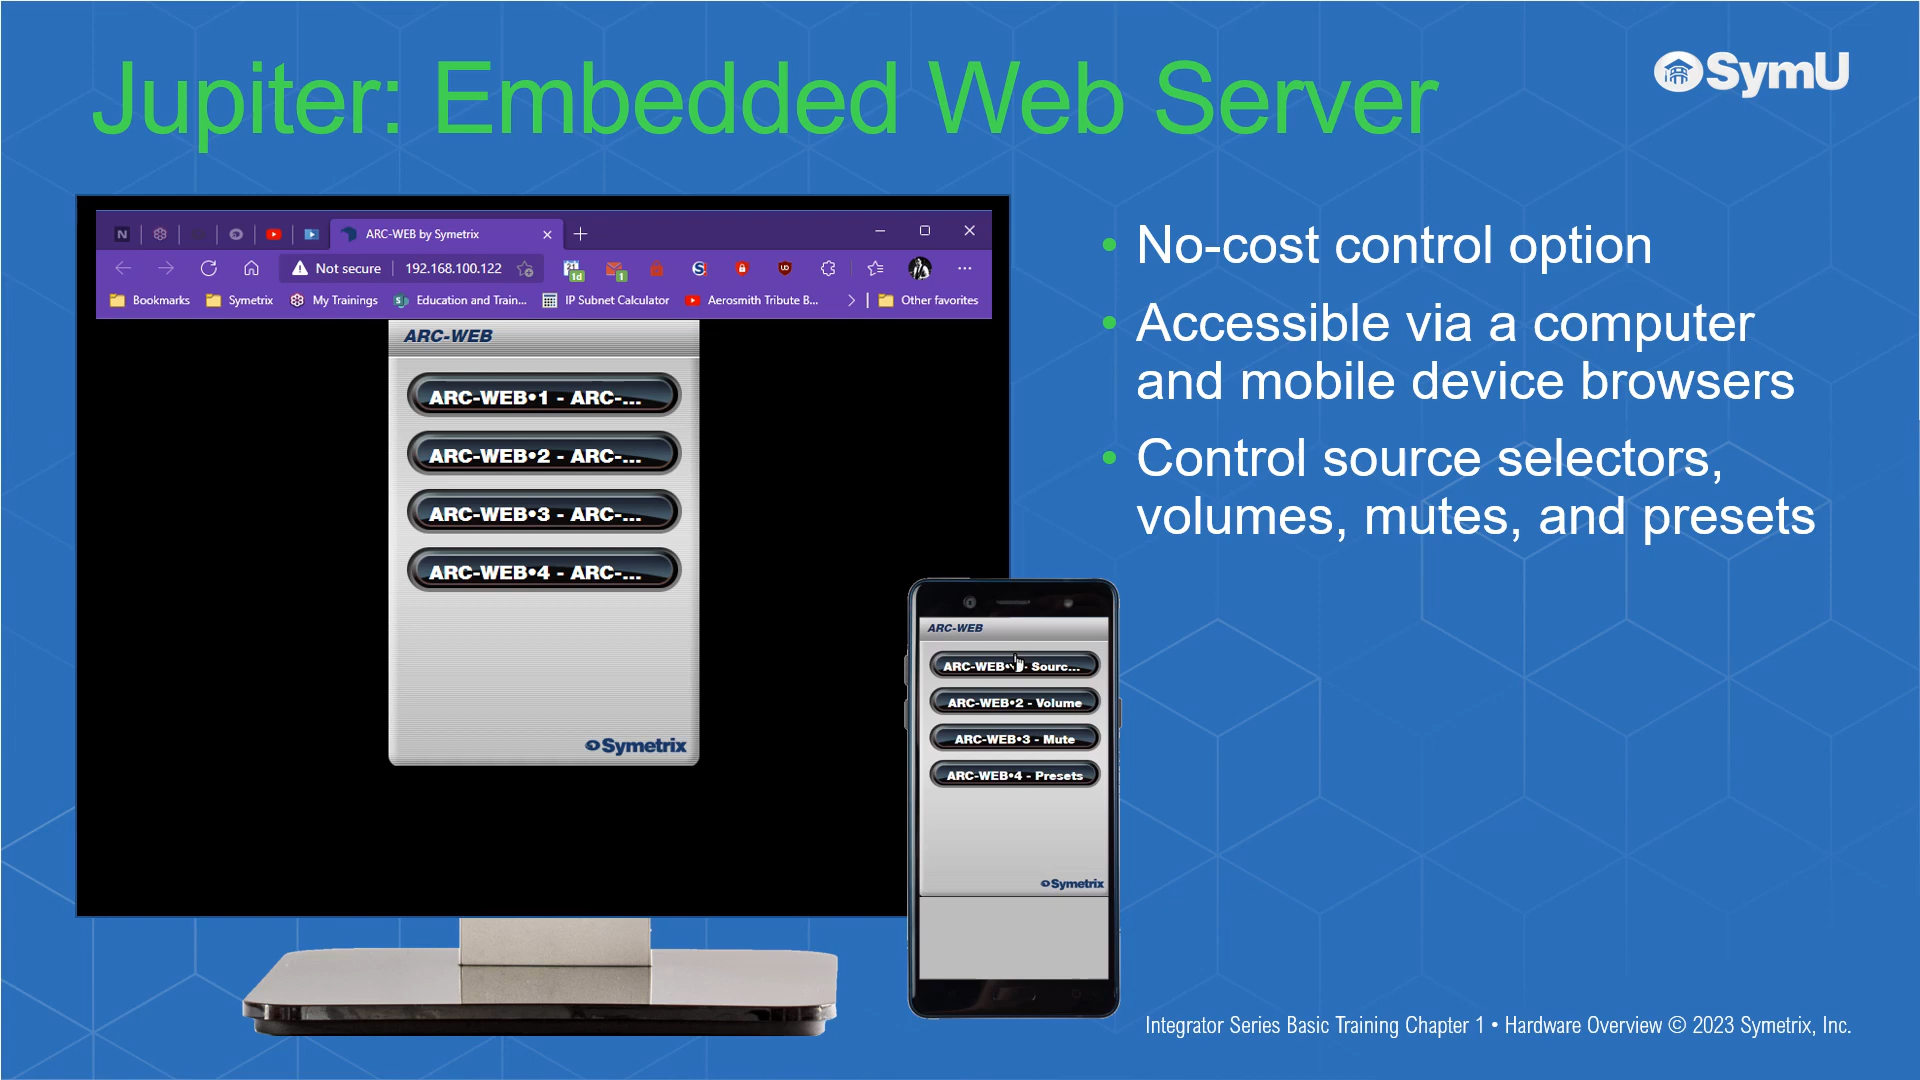 Jupiter: Embedded Web Server
SymU
ARC-WEB by Symetrix
Not secure
192.168.100.122
1d
1
Bookmarks
Symetrix
My Trainings
Education and Train...
IP Subnet Calculator
Aerosmith Tribute B...
Other favorites
ARC-WEB
ARC-WEB•1 - ARC-...
ARC-WEB•2 - ARC-...
ARC-WEB•3 - ARC-...
ARC-WEB•4 - ARC-...
Symetrix
• No-cost control option
• Accessible via a computer
and mobile device browsers
• Control source selectors,
volumes, mutes, and presets
ARC-WEB
ARC-WEB• - Sourc...
ARC-WEB•2 - Volume
ARC-WEB•3 - Mute
ARC-WEB•4 - Presets
Symetrix
Integrator Series Basic Training Chapter 1 • Hardware Overview © 2023 Symetrix, Inc.